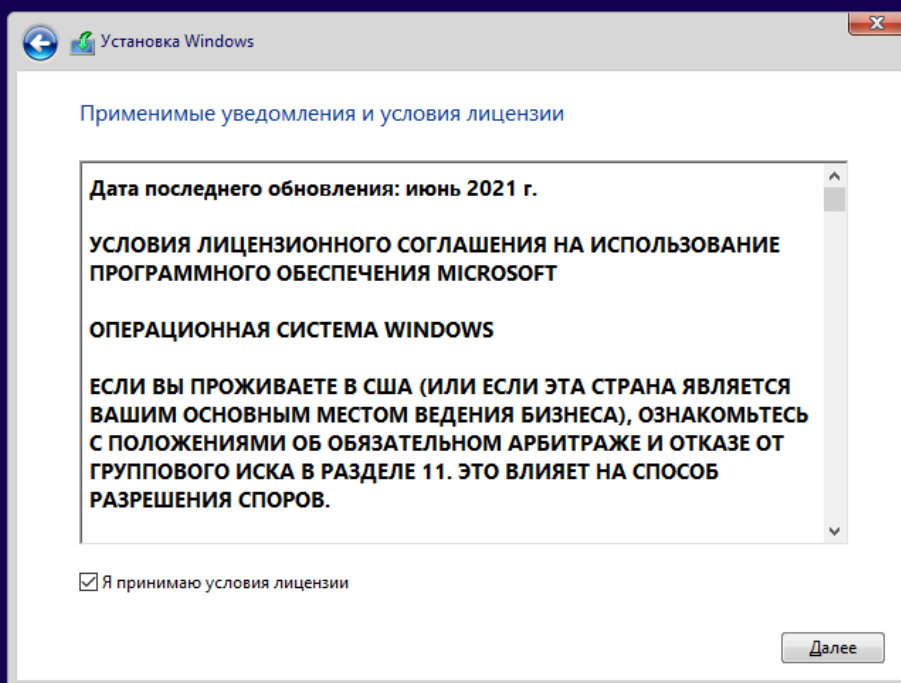 Установка Windows
Применимые уведомления и условия лицензии
Дата последнего обновления: июнь 2021 г.
УСЛОВИЯ ЛИЦЕНЗИОННОГО СОГЛАШЕНИЯ НА ИСПОЛЬЗОВАНИЕ
ПРОГРАММНОГО ОБЕСПЕЧЕНИЯ MICROSOFT
ОПЕРАЦИОННАЯ СИСТЕМА WINDOWS
ЕСЛИ ВЫ ПРОЖИВАЕТЕ В США (ИЛИ ЕСЛИ ЭТА СТРАНА ЯВЛЯЕТСЯ
ВАШИМ ОСНОВНЫМ МЕСТОМ ВЕДЕНИЯ БИЗНЕСА), ОЗНАКОМЬТЕСЬ
С ПОЛОЖЕНИЯМИ ОБ ОБЯЗАТЕЛЬНОМ АРБИТРАЖЕ И ОТКАЗЕ ОТ
ГРУППОВОГО ИСКА В РАЗДЕЛЕ 11. ЭТО ВЛИЯЕТ НА СПОСОБ
РАЗРЕШЕНИЯ СПОРОВ.
Я принимаю условия лицензии
Далее